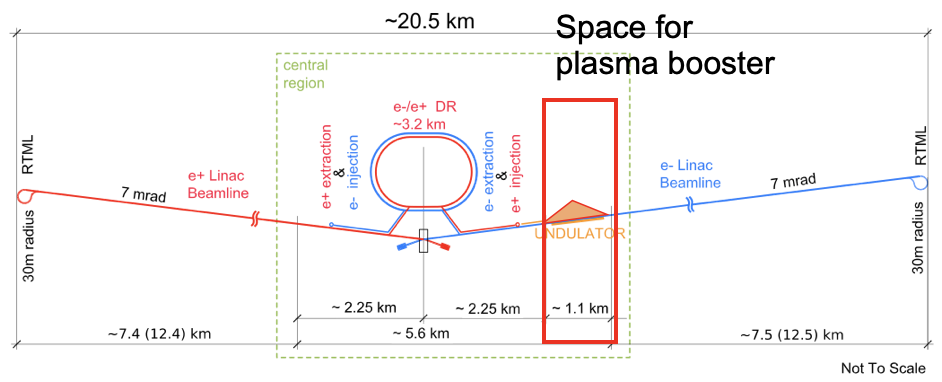 ~20.5 km
Space for
plasma booster
central
region
e-/e+ DR
~3.2 km
RTML
30m radius
7 mrad
e+ Linac
Beamline
e+ extraction
&
e- injection
e- extraction
&
e+ injection
UNDULATOR
e- Linac
Beamline
7 mrad
RTML
30m radius
~ 2.25 km
~ 2.25 km
~ 1.1 km
~7.4 (12.4) km
~ 5.6 km
~7.5 (12.5) km
Not To Scale